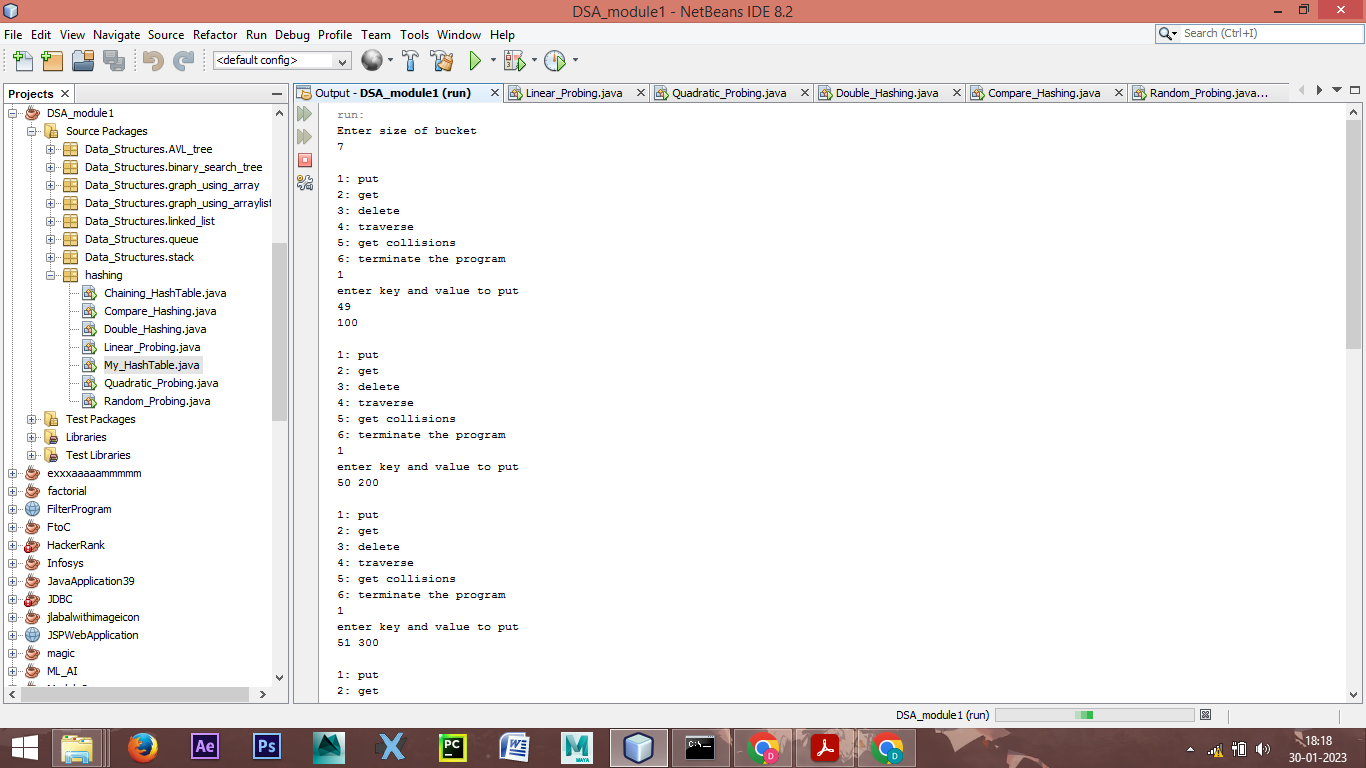 DSA_module1 - NetBeans IDE 8.2
File Edit View Navigate Source Refactor Run Debug Profile Team Tools Window Help
Search (Ctrl+I)
<default config>
Projects
DSA_module1
Source Packages
Data_Structures.AVL_tree
Data_Structures.binary_search_tree
Data_Structures.graph_using_array
Data_Structures.graph_using_arraylist
Data_Structures.linked_list
Data_Structures.queue
Data_Structures.stack
hashing
Chaining_HashTable.java
Compare_Hashing.java
Double_Hashing.java
Linear_Probing.java
My_HashTable.java
Quadratic_Probing.java
Random_Probing.java
Test Packages
Libraries
Test Libraries
exxxaaaaammmmm
factorial
FilterProgram
FtoC
HackerRank
Infosys
JavaApplication39
JDBC
jlabalwithimageicon
JSPWebApplication
magic
ML_AI
Output - DSA_module1 (run) Linear_Probing.java Quadratic_Probing.java Double_Hashing.java Compare_Hashing.java Random_Probing.java...
run:
Enter size of bucket
7
1: put
2: get
3: delete
4: traverse
5: get collisions
6: terminate the program
1
enter key and value to put
49
100
1: put
2: get
3: delete
4: traverse
5: get collisions
6: terminate the program
1
enter key and value to put
50 200
1: put
2: get
3: delete
4: traverse
5: get collisions
6: terminate the program
1
enter key and value to put
51 300
1: put
2: get
DSA_module1 (run)
Ae
Ps
PC
W
M
MAYA
C:\._
D
D
18:18
30-01-2023